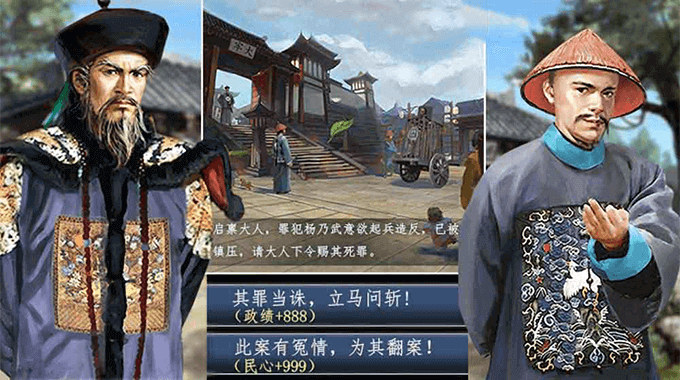 大茶
启禀大人，罪犯杨乃武意欲起兵造反，已被
镇压，请大人下令赐其死罪。
其罪当诛，立马问斩！
（政绩+888）
此案有冤情，为其翻案！
（民心+999）